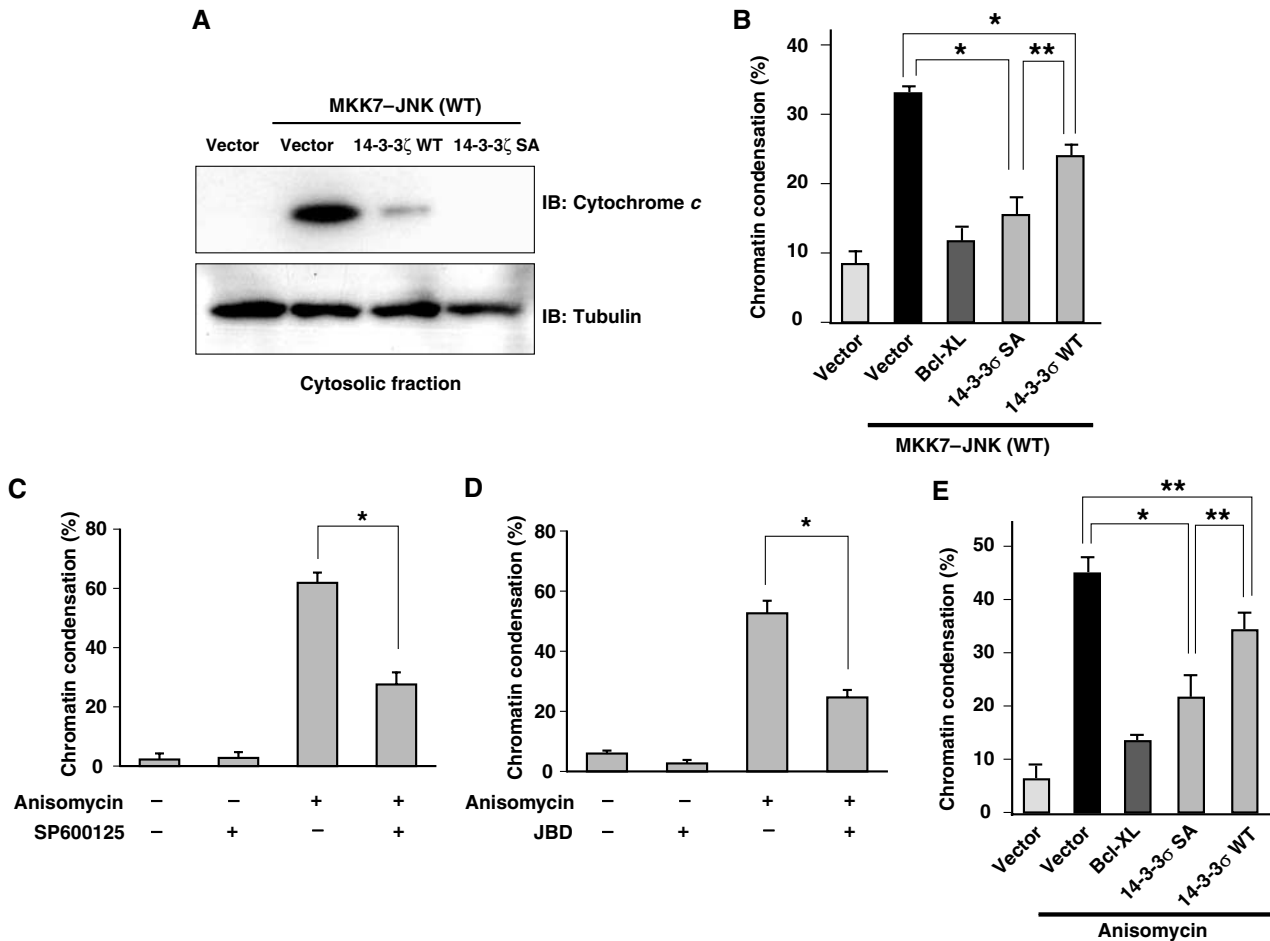 A
MKK7–JNK (WT)
Vector Vector 14-3-3ζ WT 14-3-3ζ SA
IB: Cytochrome c
IB: Tubulin
Cytosolic fraction
B
Chromatin condensation (%)
40
30
20
10
0
* * **
Vector Vector Bcl-XL 14-3-3σ SA 14-3-3σ WT
MKK7–JNK (WT)
C
Chromatin condensation (%)
80
60
40
20
0
*
Anisomycin – – + +
SP600125 – + – +
D
Chromatin condensation (%)
80
60
40
20
0
*
Anisomycin – – + +
JBD – + – +
E
Chromatin condensation (%)
50
40
30
20
10
0
** * **
Vector Vector Bcl-XL 14-3-3σ SA 14-3-3σ WT
Anisomycin